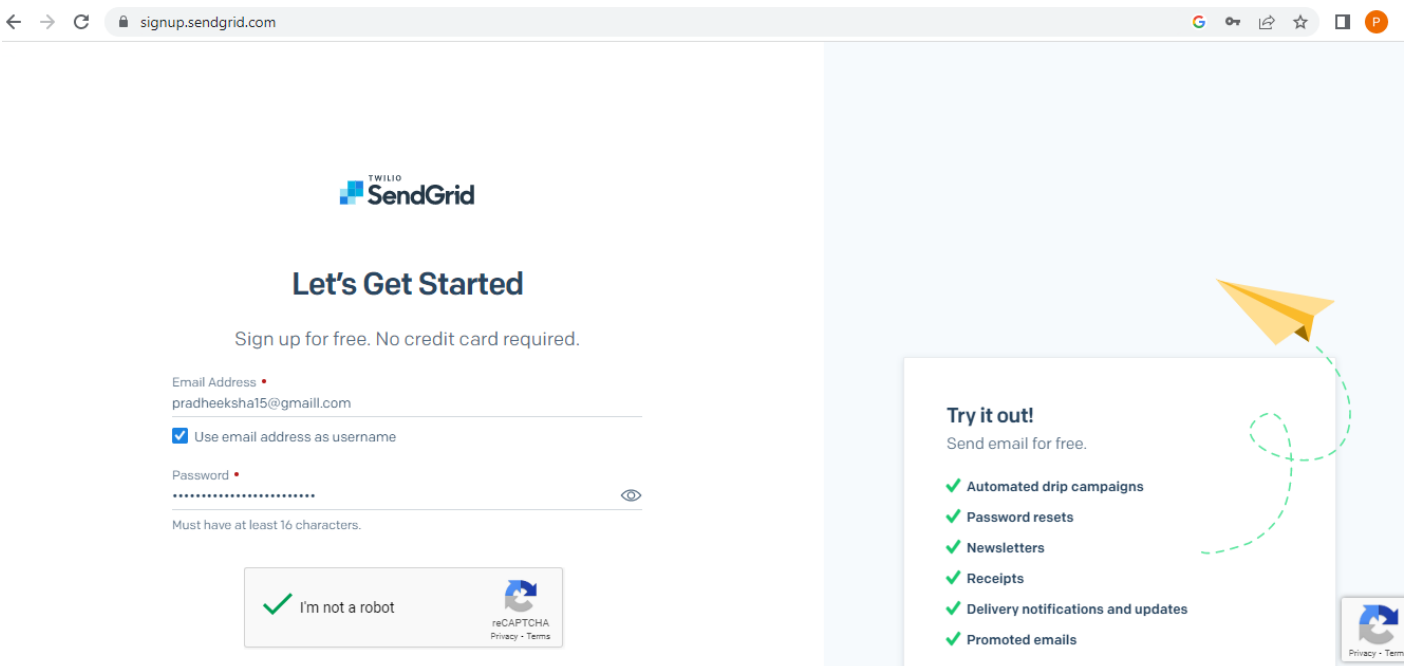 signup.sendgrid.com
P
TWILIO
SendGrid
Let's Get Started
Sign up for free. No credit card required.
Email Address •
pradheeksha15@gmaill.com
Use email address as username
Password •
•••••••••••••••••••••••••
Must have at least 16 characters.
I'm not a robot
reCAPTCHA
Privacy - Terms
Try it out!
Send email for free.
Automated drip campaigns
Password resets
Newsletters
Receipts
Delivery notifications and updates
Promoted emails
Privacy - Term